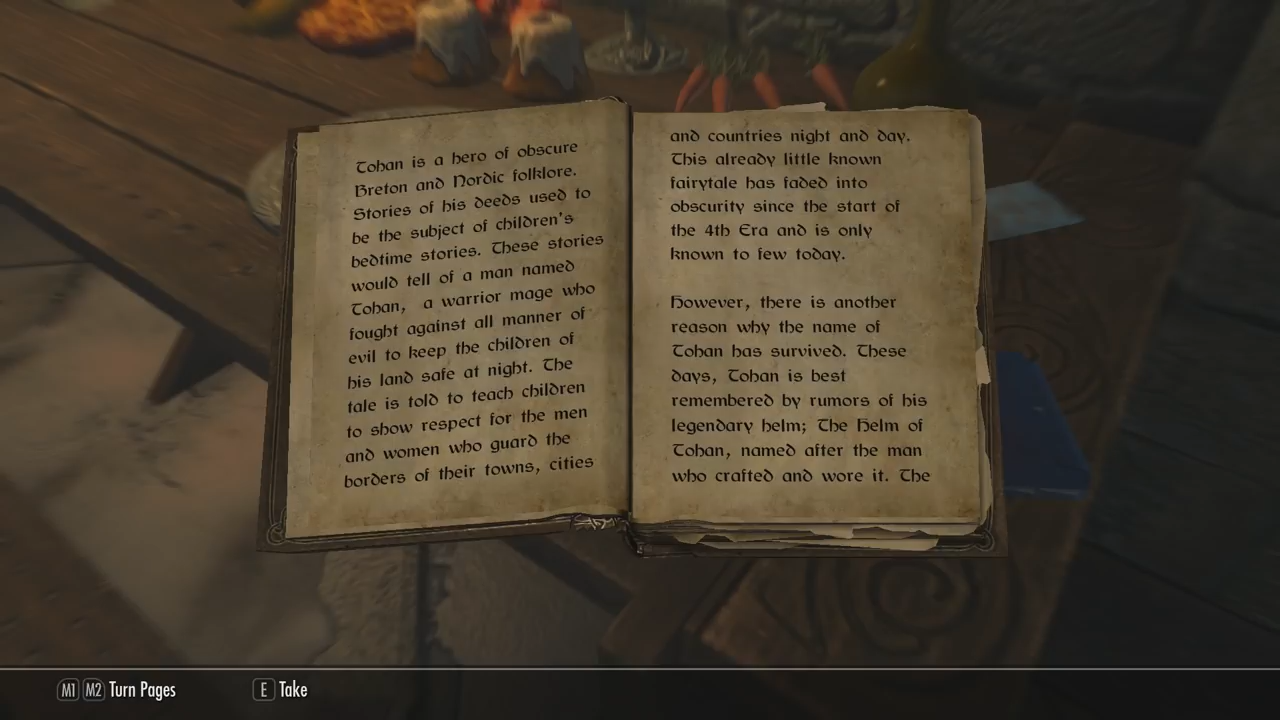 Tohan is a hero of obscure
Breton and Nordic folklore.
Stories of his deeds used to
be the subject of children's
bedtime stories. These stories
would tell of a man named
Tohan, a warrior mage who
fought against all manner of
evil to keep the children of
his land safe at night. The
tale is told to teach children
to show respect for the men
and women who guard the
borders of their towns, cities
and countries night and day.
This already little known
fairytale has faded into
obscurity since the start of
the 4th Era and is only
known to few today.
However, there is another
reason why the name of
Tohan has survived. These
days, Tohan is best
remembered by rumors of his
legendary helm; The Helm of
Tohan, named after the man
who crafted and wore it. The
M1 M2 Turn Pages
E Take